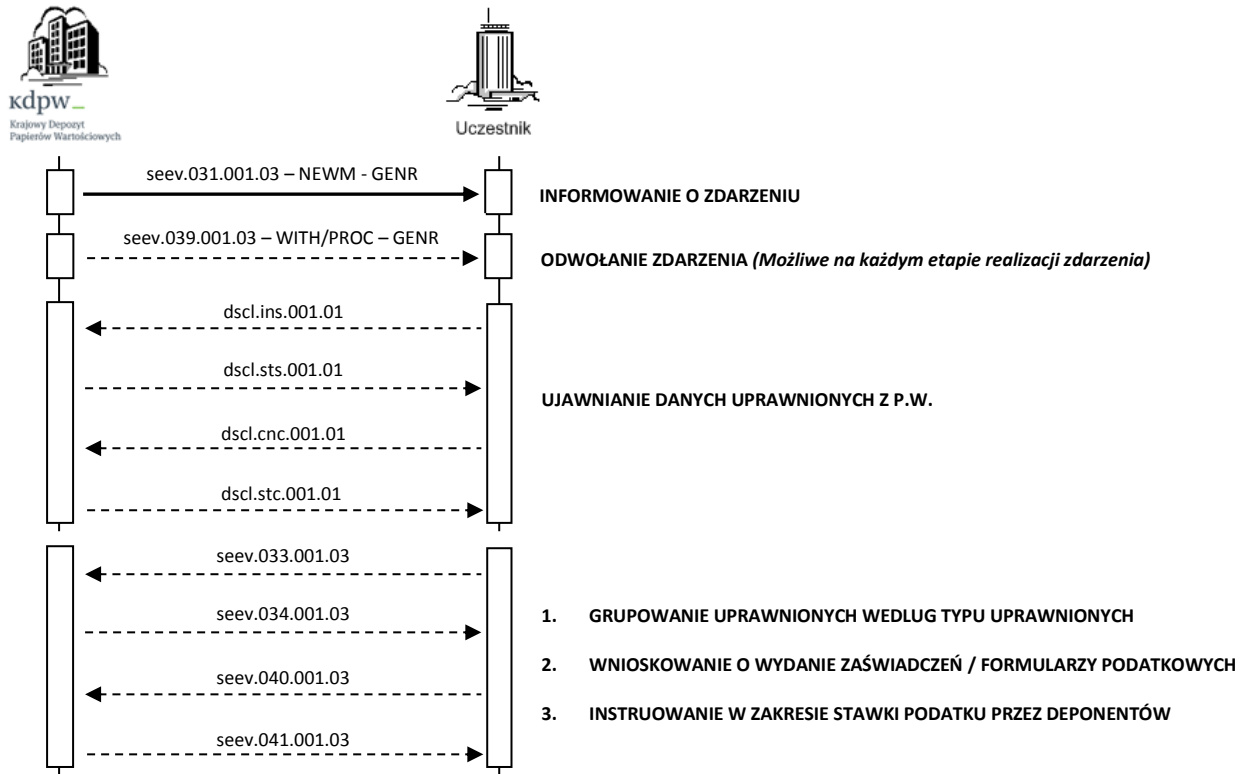 kdpw_
Krajowy Depozyt
Papierów Wartościowych
Uczestnik
seev.031.001.03 – NEWM - GENR
INFORMOWANIE O ZDARZENIU
seev.039.001.03 – WITH/PROC – GENR
ODWOŁANIE ZDARZENIA (Możliwe na każdym etapie realizacji zdarzenia)
dscl.ins.001.01
dscl.sts.001.01
UJAWNIANIE DANYCH UPRAWNIONYCH Z P.W.
dscl.cnc.001.01
dscl.stc.001.01
seev.033.001.03
seev.034.001.03
1. GRUPOWANIE UPRAWNIONYCH WEDLUG TYPU UPRAWNIONYCH
2. WNIOSKOWANIE O WYDANIE ZAŚWIADCZEŃ / FORMULARZY PODATKOWYCH
seev.040.001.03
3. INSTRUOWANIE W ZAKRESIE STAWKI PODATKU PRZEZ DEPONENTÓW
seev.041.001.03